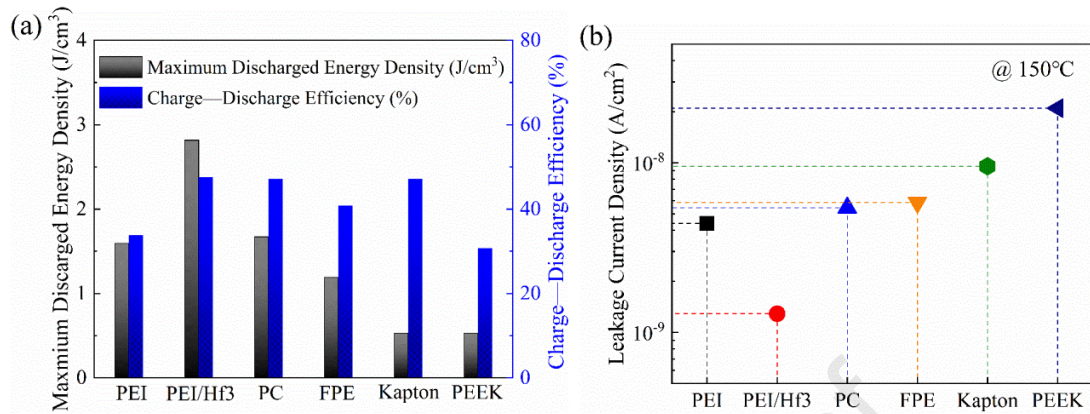 (a)
Maxmium Discarged Energy Density (J/cm³)
4
3
2
1
0
Maximum Discharged Energy Density (J/cm³)
Charge—Discharge Efficiency (%)
80
60
40
20
0
Charge—Discharge Efficiency (%)
PEI PEI/Hf3 PC FPE Kapton PEEK
(b)
Leakage Current Density (A/cm²)
@ 150℃
10⁻⁸
10⁻⁹
PEI PEI/Hf3 PC FPE Kapton PEEK